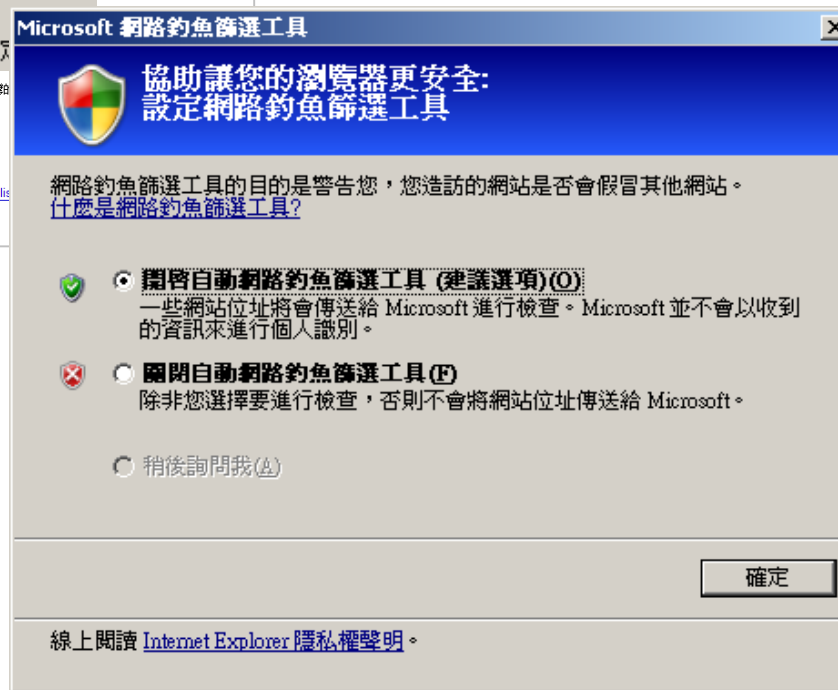 Microsoft 網路釣魚篩選工具
協助讓您的瀏覽器更安全:
設定網路釣魚篩選工具
網路釣魚篩選工具的目的是警告您，您造訪的網站是否會假冒其他網站。
什麼是網路釣魚篩選工具?
開啓自動網路釣魚篩選工具 (建議選項)(O)
一些網站位址將會傳送給 Microsoft 進行檢查。Microsoft 並不會以收到
的資訊來進行個人識別。
關閉自動網路釣魚篩選工具(F)
除非您選擇要進行檢查，否則不會將網站位址傳送給 Microsoft。
稍後詢問我(A)
確定
線上閱讀 Internet Explorer 隱私權聲明。